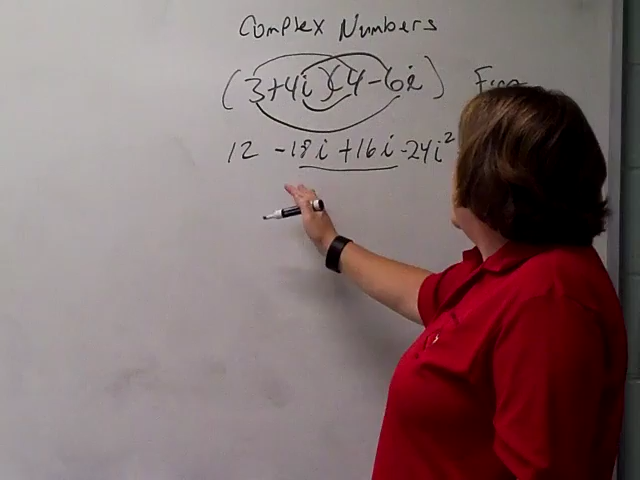 Complex Numbers
(3+4i)(4-6i)
12 -18i +16i -24i²